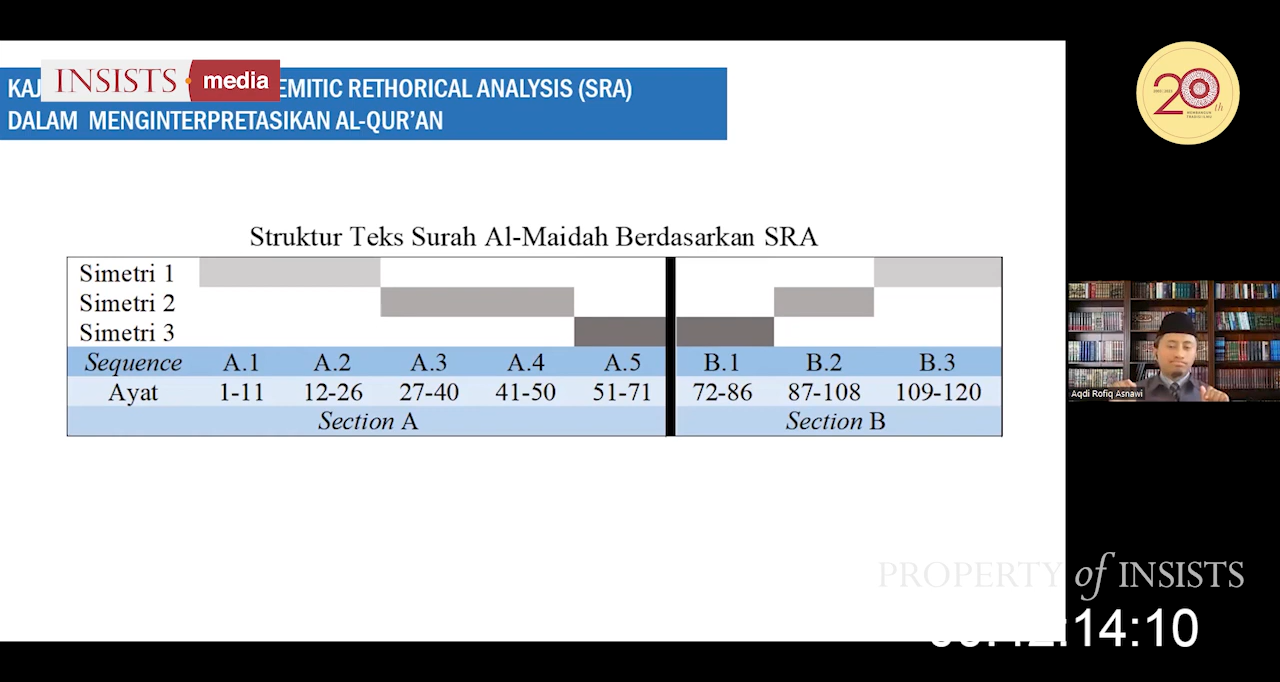 INSISTS media
KAJ EMITIC RETHORICAL ANALYSIS (SRA)
DALAM MENGINTERPRETASIKAN AL-QUR’AN
20th
Struktur Teks Surah Al-Maidah Berdasarkan SRA
Simetri 1
Simetri 2
Simetri 3
Sequence A.1 A.2 A.3 A.4 A.5 B.1 B.2 B.3
Ayat 1-11 12-26 27-40 41-50 51-71 72-86 87-108 109-120
Section A Section B
Aqdi Rofiq Asnawi
PROPERTY of INSISTS
:14:10